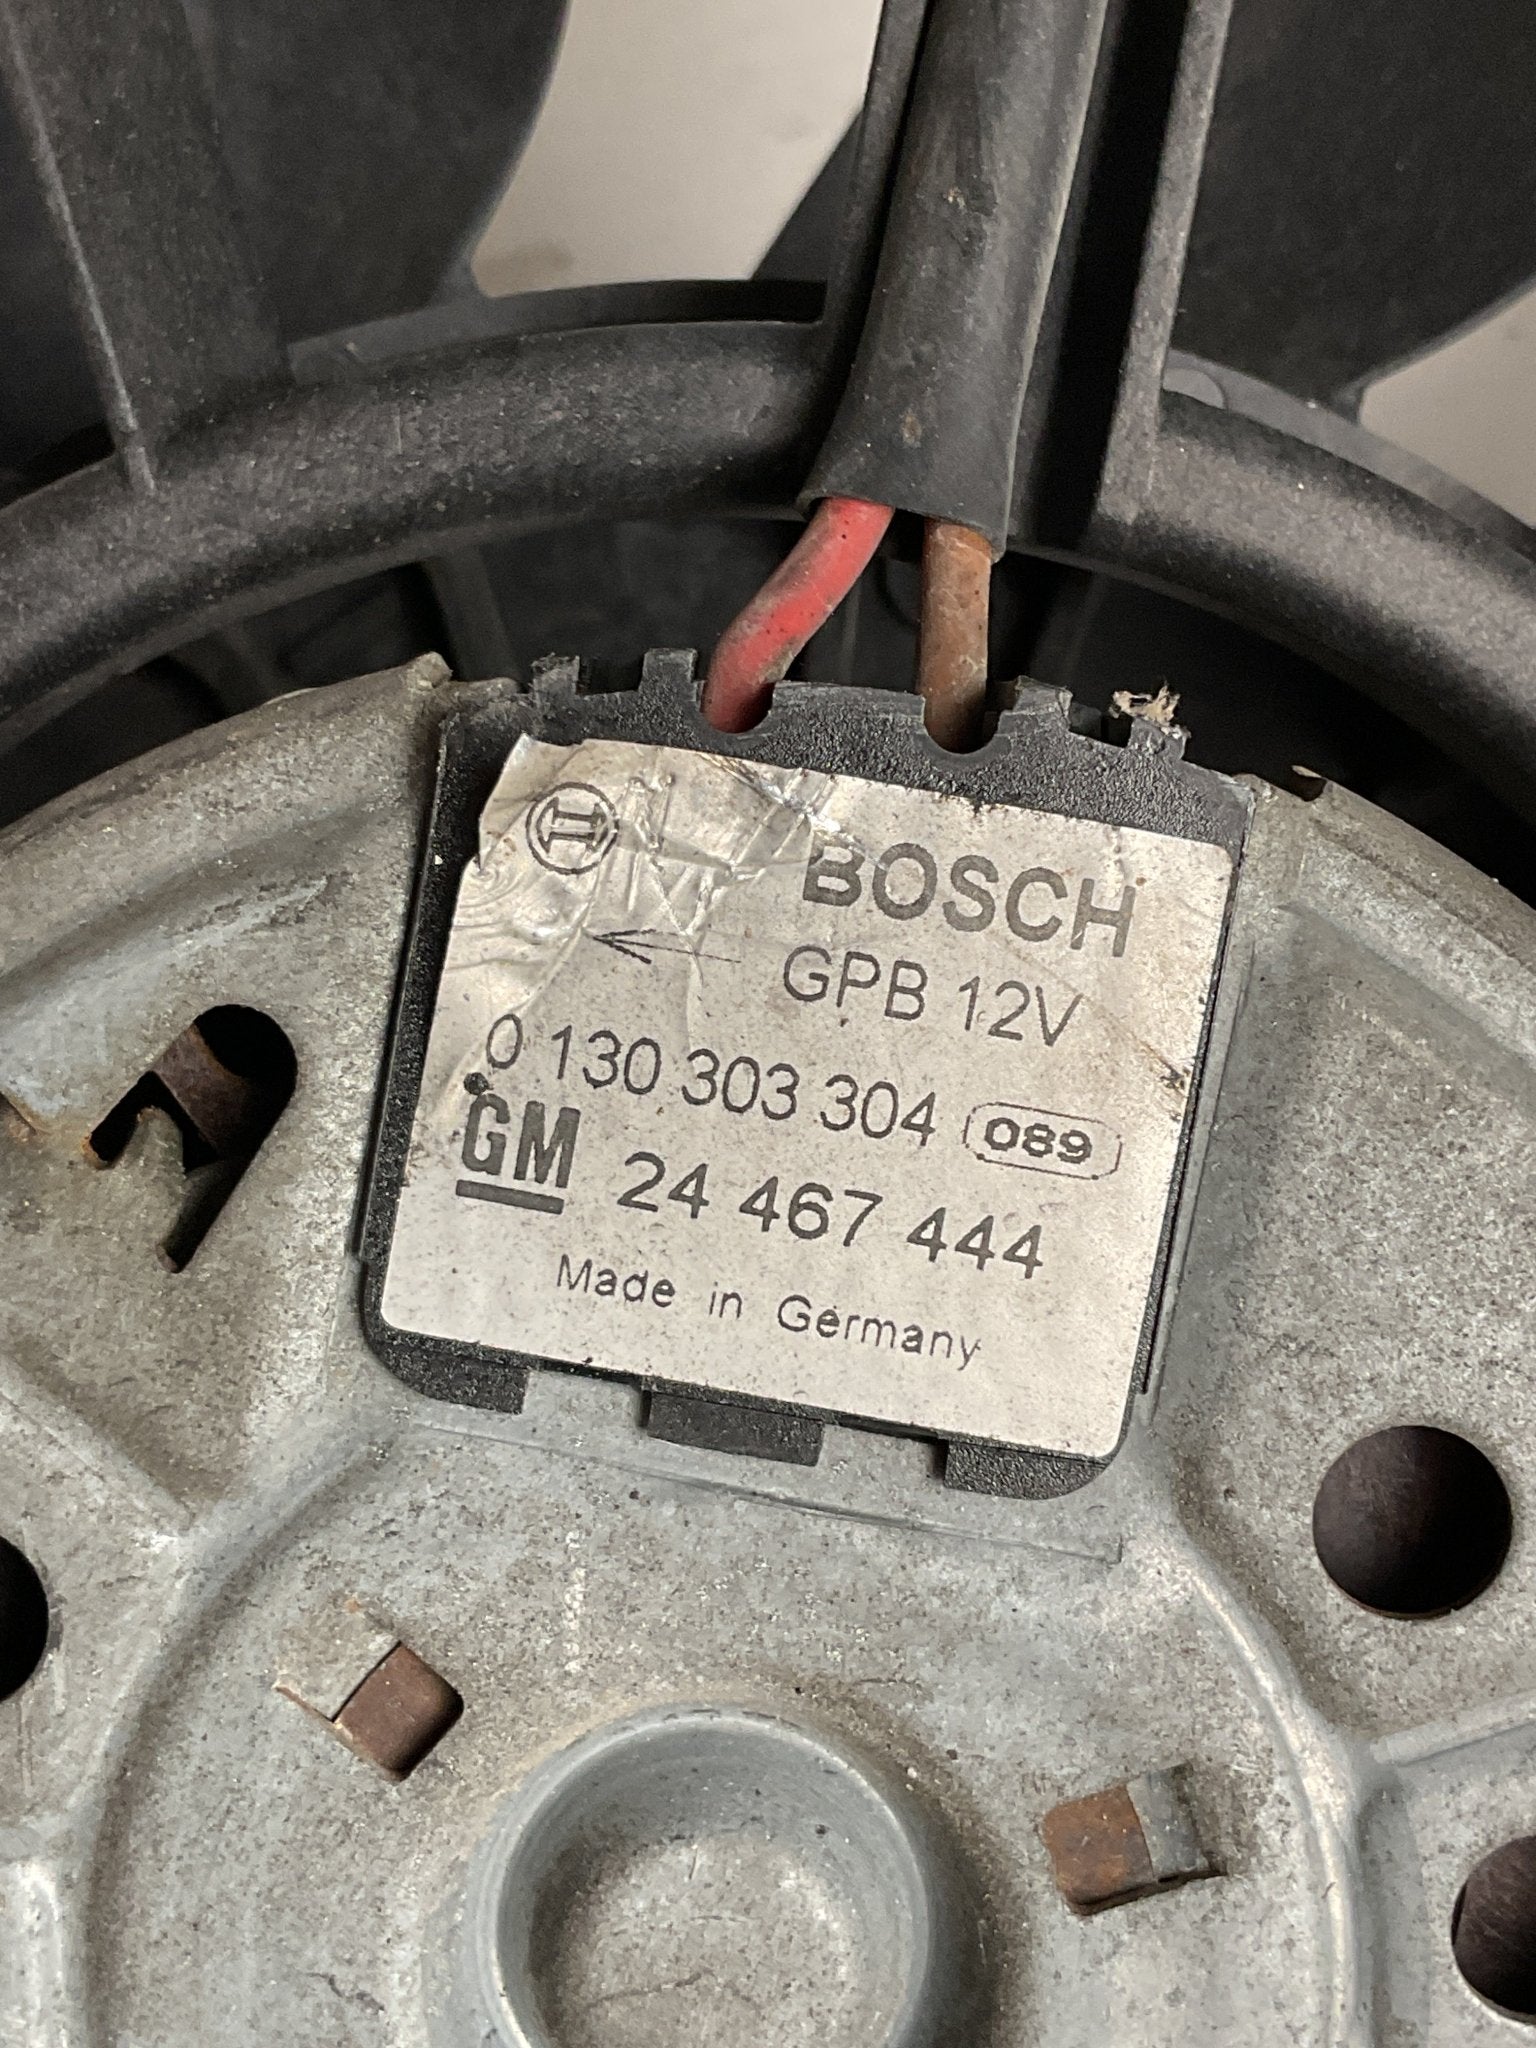 BOSCH
GPB 12V
0 130 303 304 089
GM 24 467 444
Made in Germany